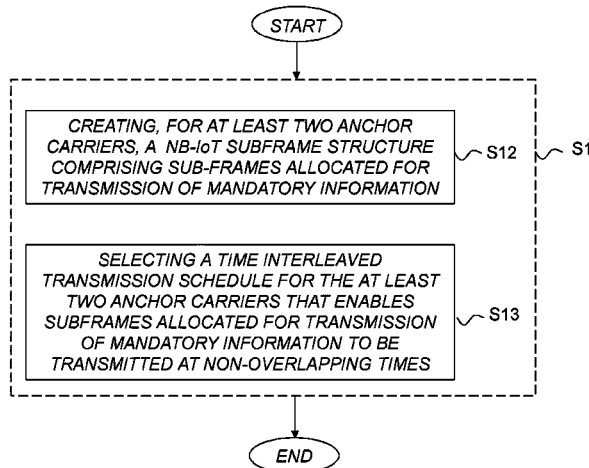 START
CREATING, FOR AT LEAST TWO ANCHOR
CARRIERS, A NB-IoT SUBFRAME STRUCTURE
COMPRISING SUB-FRAMES ALLOCATED FOR
TRANSMISSION OF MANDATORY INFORMATION
S12
S1
SELECTING A TIME INTERLEAVED
TRANSMISSION SCHEDULE FOR THE AT LEAST
TWO ANCHOR CARRIERS THAT ENABLES
SUBFRAMES ALLOCATED FOR TRANSMISSION
OF MANDATORY INFORMATION TO BE
TRANSMITTED AT NON-OVERLAPPING TIMES
S13
END